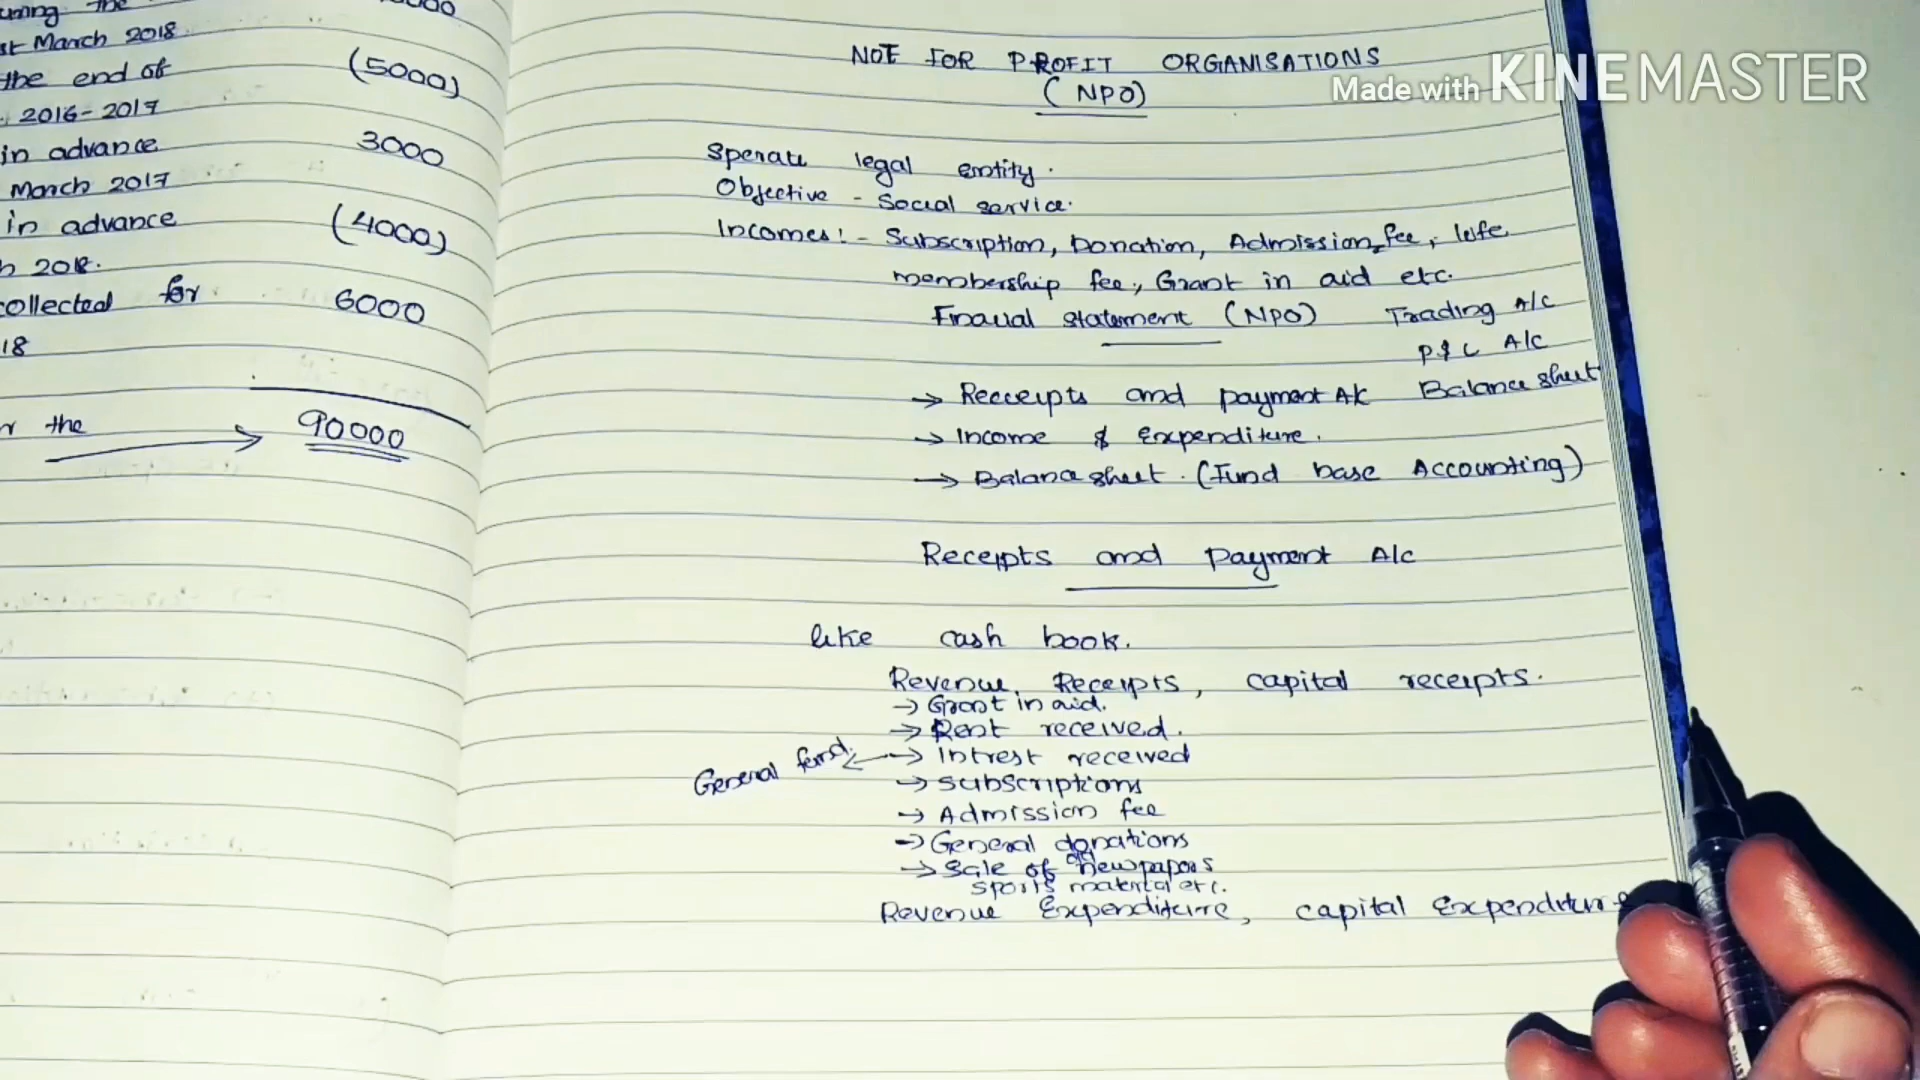 the
st March 2018
the end of (5000)
2016-2017
in advance 3000
March 2017
in advance (4000)
2018.
collected for 6000
18
the 90000
NOT FOR PROFIT ORGANISATIONS
(NPO)
Made with KINEMASTER
Sperate legal entity.
Objective - Social service.
Incomes:- Subscription, Donation, Admission fee, life
membership fee, Grant in aid etc.
Finacial statement (NPO) Trading A/c
P & L A/c
→ Receipts and payment A/c Balance sheet
→ Income & Expenditure.
→ Balance sheet. (Fund base Accounting)
Receipts and payment A/c
like cash book.
Revenue Receipts, capital receipts.
→ Grant in aid.
→ Rent received.
General fund. ← → Intrest received
→ subscriptions
→ Admission fee
→ General donations
→ Sale of old newpapers
sports material etc.
Revenue Expenditure, capital Expenditure